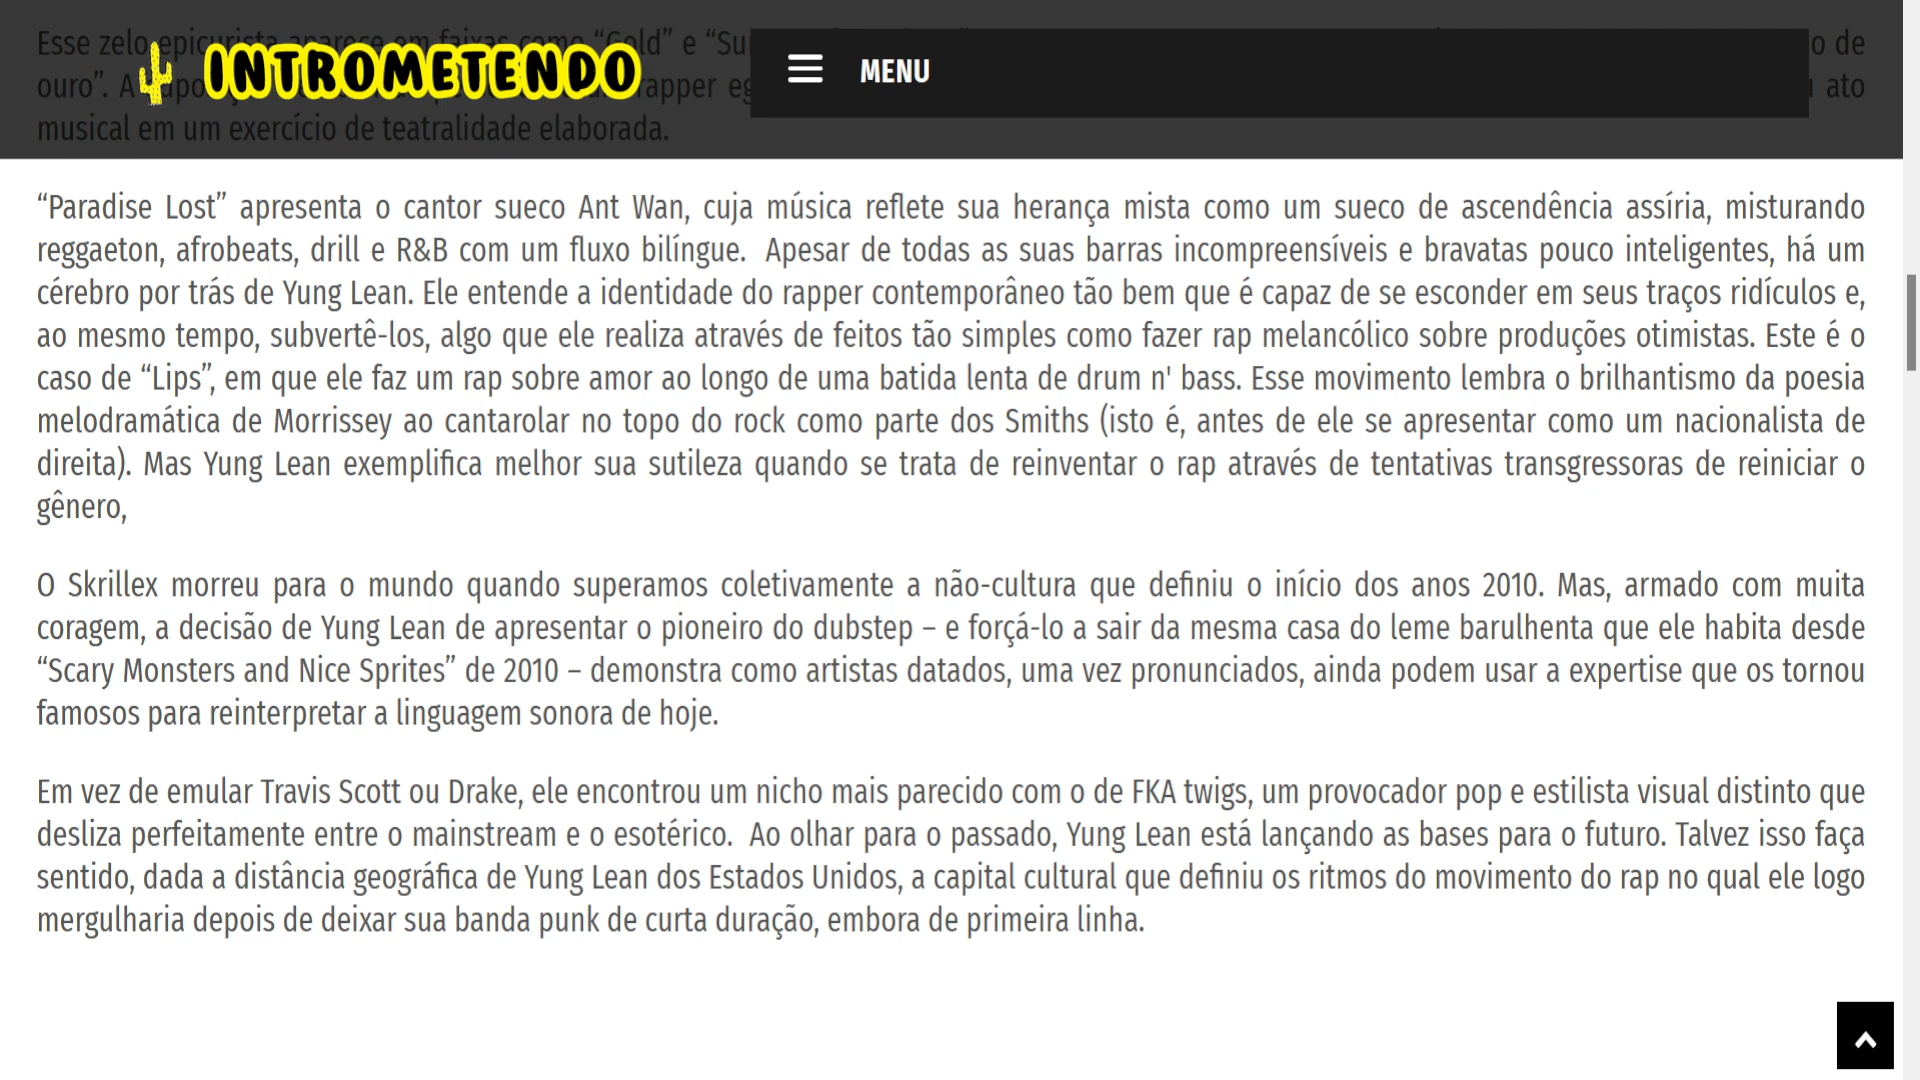 Esse zelo epicurista aparece em faixas como “Gold” e “Su o de
INTROMETENDO
MENU
ouro”. A rapper eg ato
musical em um exercício de teatralidade elaborada.
“Paradise Lost” apresenta o cantor sueco Ant Wan, cuja música reflete sua herança mista como um sueco de ascendência assíria, misturando
reggaeton, afrobeats, drill e R&B com um fluxo bilíngue. Apesar de todas as suas barras incompreensíveis e bravatas pouco inteligentes, há um
cérebro por trás de Yung Lean. Ele entende a identidade do rapper contemporâneo tão bem que é capaz de se esconder em seus traços ridículos e,
ao mesmo tempo, subvertê-los, algo que ele realiza através de feitos tão simples como fazer rap melancólico sobre produções otimistas. Este é o
caso de “Lips”, em que ele faz um rap sobre amor ao longo de uma batida lenta de drum n' bass. Esse movimento lembra o brilhantismo da poesia
melodramática de Morrissey ao cantarolar no topo do rock como parte dos Smiths (isto é, antes de ele se apresentar como um nacionalista de
direita). Mas Yung Lean exemplifica melhor sua sutileza quando se trata de reinventar o rap através de tentativas transgressoras de reiniciar o
gênero,
O Skrillex morreu para o mundo quando superamos coletivamente a não-cultura que definiu o início dos anos 2010. Mas, armado com muita
coragem, a decisão de Yung Lean de apresentar o pioneiro do dubstep – e forçá-lo a sair da mesma casa do leme barulhenta que ele habita desde
“Scary Monsters and Nice Sprites” de 2010 – demonstra como artistas datados, uma vez pronunciados, ainda podem usar a expertise que os tornou
famosos para reinterpretar a linguagem sonora de hoje.
Em vez de emular Travis Scott ou Drake, ele encontrou um nicho mais parecido com o de FKA twigs, um provocador pop e estilista visual distinto que
desliza perfeitamente entre o mainstream e o esotérico. Ao olhar para o passado, Yung Lean está lançando as bases para o futuro. Talvez isso faça
sentido, dada a distância geográfica de Yung Lean dos Estados Unidos, a capital cultural que definiu os ritmos do movimento do rap no qual ele logo
mergulharia depois de deixar sua banda punk de curta duração, embora de primeira linha.